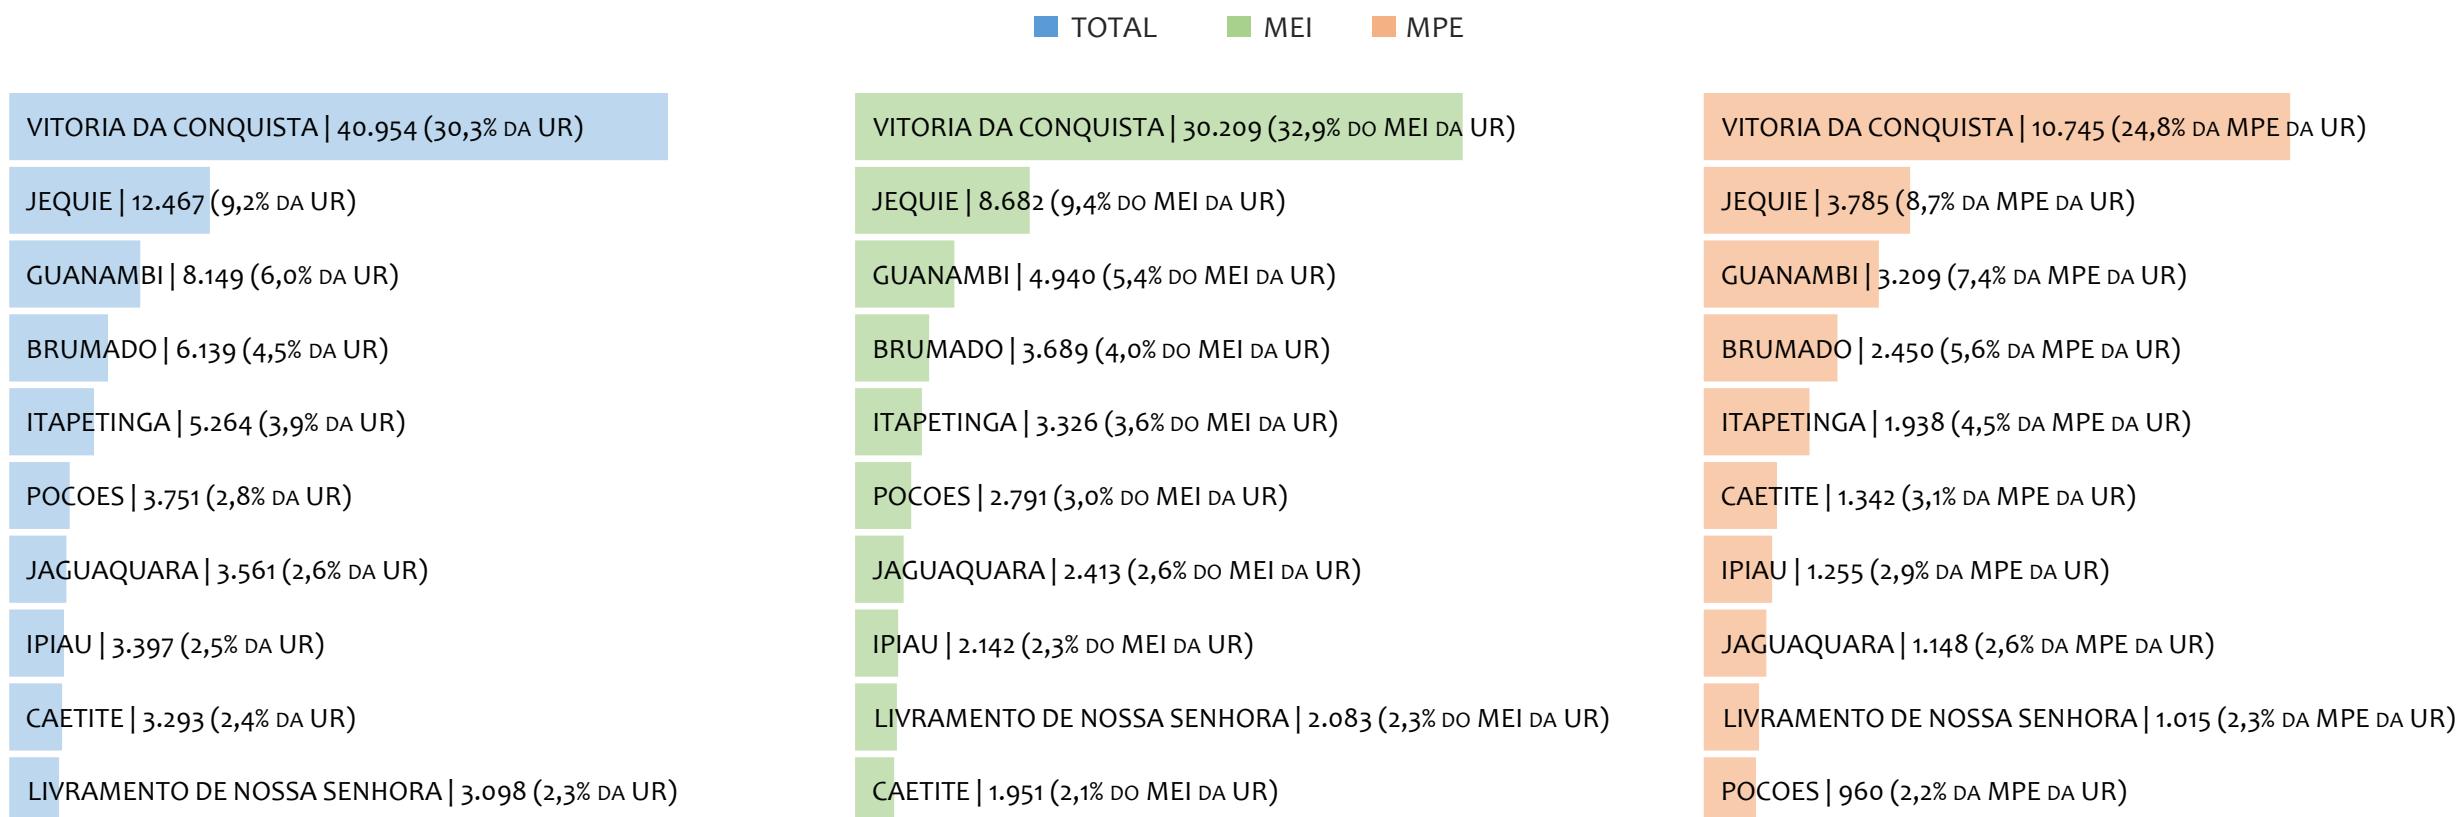 TOTAL MEI MPE
VITORIA DA CONQUISTA | 40.954 (30,3% DA UR)
JEQUIE | 12.467 (9,2% DA UR)
GUANAMBI | 8.149 (6,0% DA UR)
BRUMADO | 6.139 (4,5% DA UR)
ITAPETINGA | 5.264 (3,9% DA UR)
POCOES | 3.751 (2,8% DA UR)
JAGUAQUARA | 3.561 (2,6% DA UR)
IPIAU | 3.397 (2,5% DA UR)
CAETITE | 3.293 (2,4% DA UR)
LIVRAMENTO DE NOSSA SENHORA | 3.098 (2,3% DA UR)
VITORIA DA CONQUISTA | 30.209 (32,9% DO MEI DA UR)
JEQUIE | 8.682 (9,4% DO MEI DA UR)
GUANAMBI | 4.940 (5,4% DO MEI DA UR)
BRUMADO | 3.689 (4,0% DO MEI DA UR)
ITAPETINGA | 3.326 (3,6% DO MEI DA UR)
POCOES | 2.791 (3,0% DO MEI DA UR)
JAGUAQUARA | 2.413 (2,6% DO MEI DA UR)
IPIAU | 2.142 (2,3% DO MEI DA UR)
LIVRAMENTO DE NOSSA SENHORA | 2.083 (2,3% DO MEI DA UR)
CAETITE | 1.951 (2,1% DO MEI DA UR)
VITORIA DA CONQUISTA | 10.745 (24,8% DA MPE DA UR)
JEQUIE | 3.785 (8,7% DA MPE DA UR)
GUANAMBI | 3.209 (7,4% DA MPE DA UR)
BRUMADO | 2.450 (5,6% DA MPE DA UR)
ITAPETINGA | 1.938 (4,5% DA MPE DA UR)
CAETITE | 1.342 (3,1% DA MPE DA UR)
IPIAU | 1.255 (2,9% DA MPE DA UR)
JAGUAQUARA | 1.148 (2,6% DA MPE DA UR)
LIVRAMENTO DE NOSSA SENHORA | 1.015 (2,3% DA MPE DA UR)
POCOES | 960 (2,2% DA MPE DA UR)